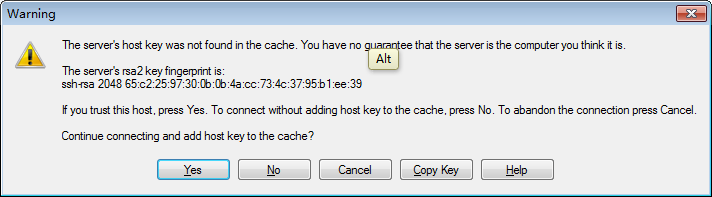 Warning
The server's host key was not found in the cache. You have no guarantee that the server is the computer you think it is.
Alt
The server's rsa2 key fingerprint is:
ssh-rsa 2048 65:c2:25:97:30:0b:0b:4a:cc:73:4c:37:95:b1:ee:39
If you trust this host, press Yes. To connect without adding host key to the cache, press No. To abandon the connection press Cancel.
Continue connecting and add host key to the cache?
Yes
No
Cancel
Copy Key
Help